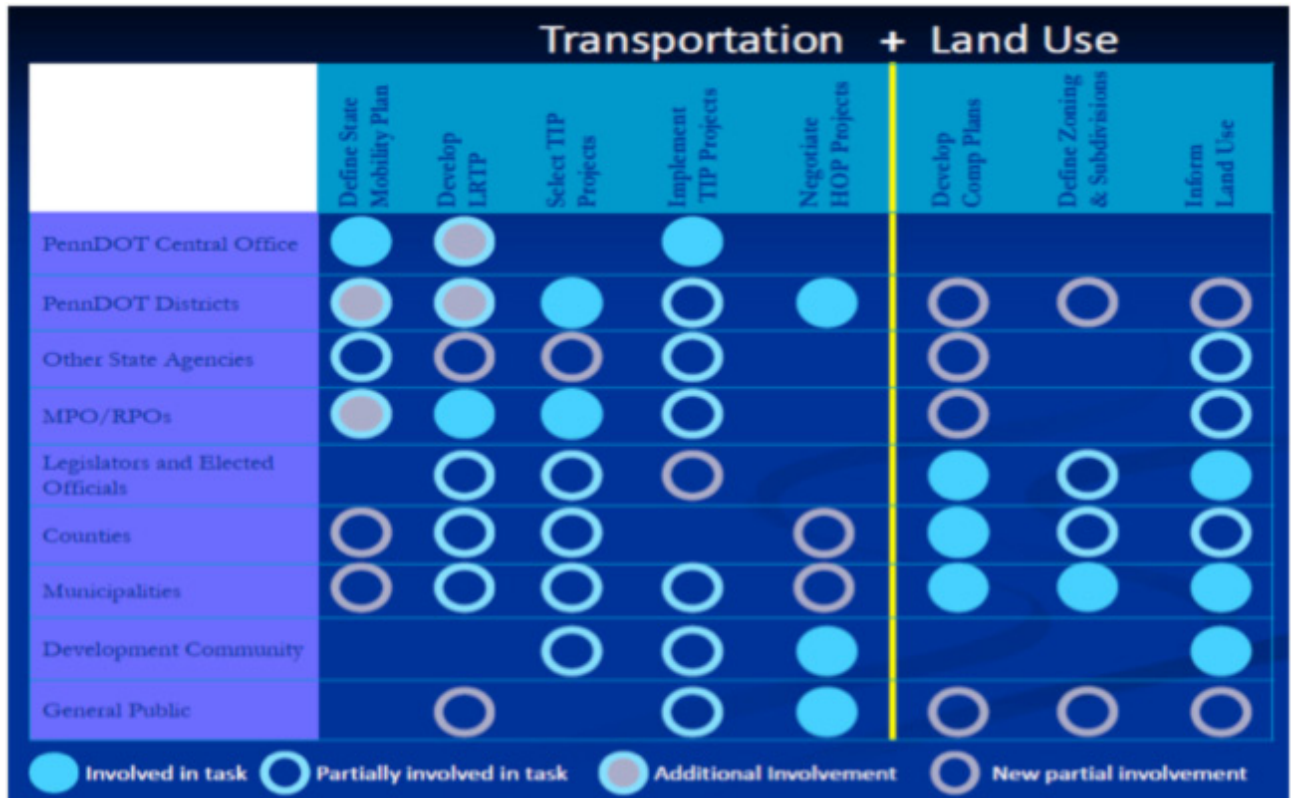 Transportation + Land Use
Define State
Mobility Plan
Develop
LRTP
Select TIP
Projects
Implement
TIP Projects
Negotiate
HOP Projects
Develop
Comp Plans
Define Zoning
& Subdivisions
Inform
Land Use
PennDOT Central Office
PennDOT Districts
Other State Agencies
MPO/RPOs
Legislators and Elected
Officials
Counties
Municipalities
Development Community
General Public
Involved in task Partially involved in task Additional Involvement New partial involvement